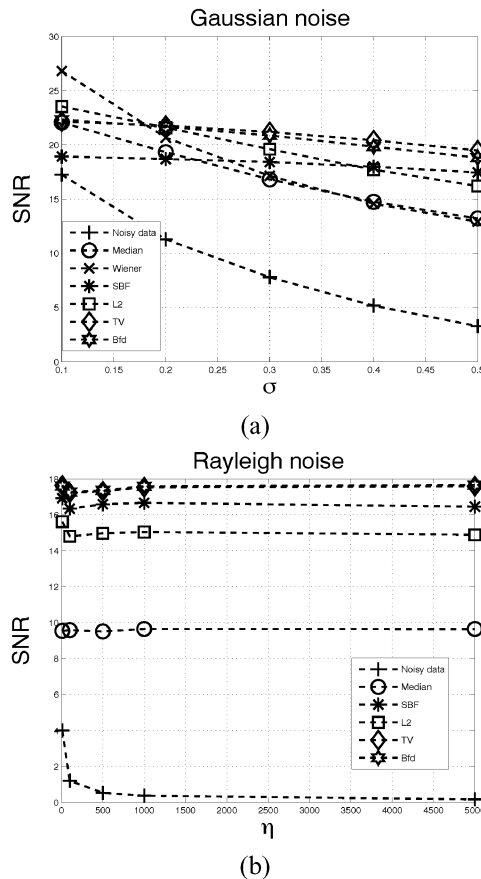 Gaussian noise
30
25
20
15
10
5
0
SNR
Noisy data
Median
Wiener
SBF
L2
TV
Bfd
0.1 0.15 0.2 0.25 0.3 0.35 0.4 0.45 0.5
σ
(a)
Rayleigh noise
18
16
14
12
10
8
6
4
2
0
SNR
Noisy data
Median
SBF
L2
TV
Bfd
0 500 1000 1500 2000 2500 3000 3500 4000 4500 5000
η
(b)